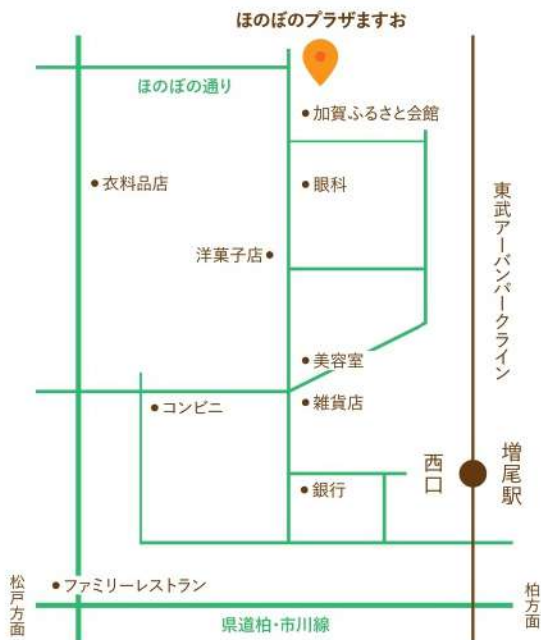 ほのぼのプラザますお
ほのぼの通り
加賀ふるさと会館
衣料品店
眼科
東武アーバンパークライン
洋菓子店
美容室
コンビニ
雑貨店
西口
増尾駅
銀行
松戸方面
ファミリーレストラン
柏方面
県道柏・市川線